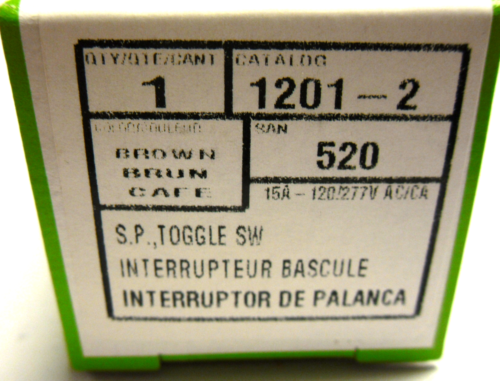 QTY/QTE/CANT
1
CATALOG
1201-2
BROWN
BRUN
CAFE
SAN
520
15A - 120/277V AC/CA
S.P.,TOGGLE SW
INTERRUPTEUR BASCULE
INTERRUPTOR DE PALANCA